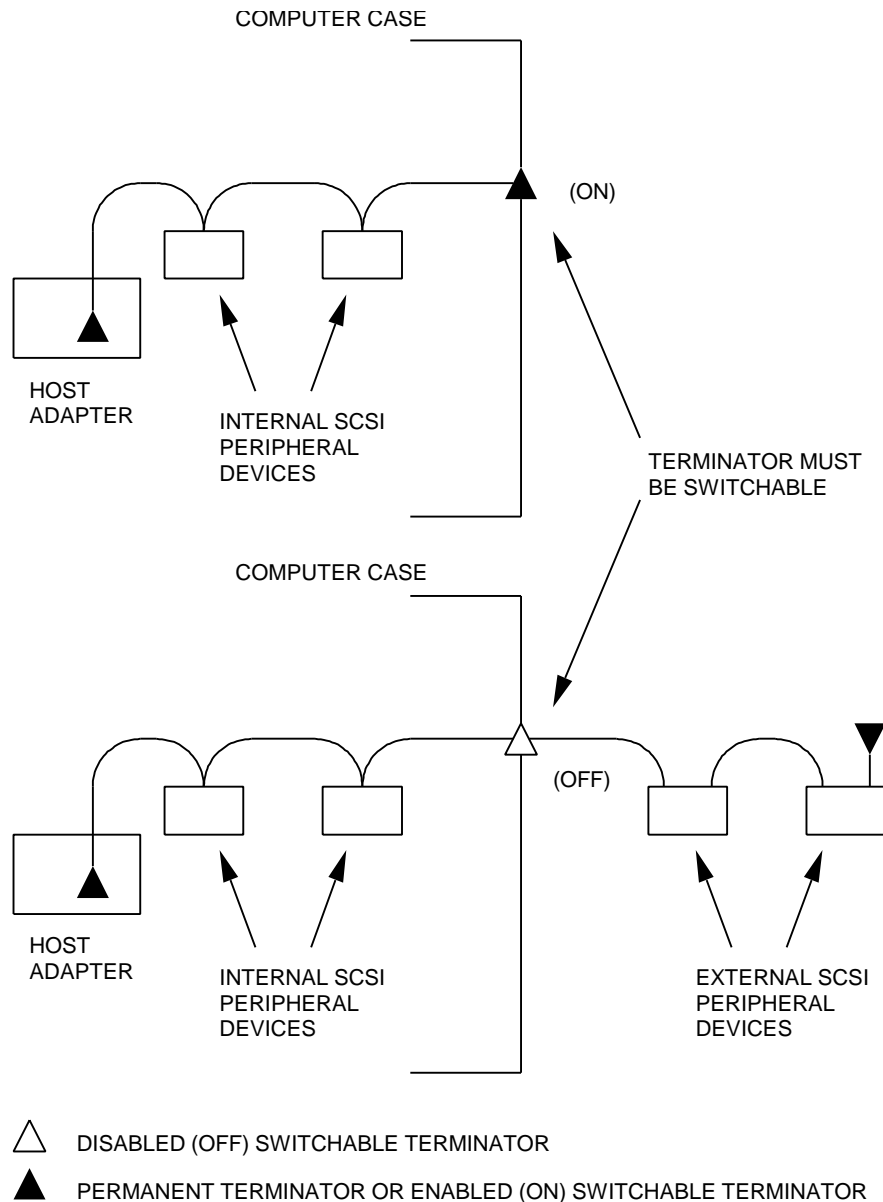 COMPUTER CASE
(ON)
HOST
ADAPTER
INTERNAL SCSI
PERIPHERAL
DEVICES
TERMINATOR MUST
BE SWITCHABLE
COMPUTER CASE
(OFF)
HOST
ADAPTER
INTERNAL SCSI
PERIPHERAL
DEVICES
EXTERNAL SCSI
PERIPHERAL
DEVICES
DISABLED (OFF) SWITCHABLE TERMINATOR
PERMANENT TERMINATOR OR ENABLED (ON) SWITCHABLE TERMINATOR